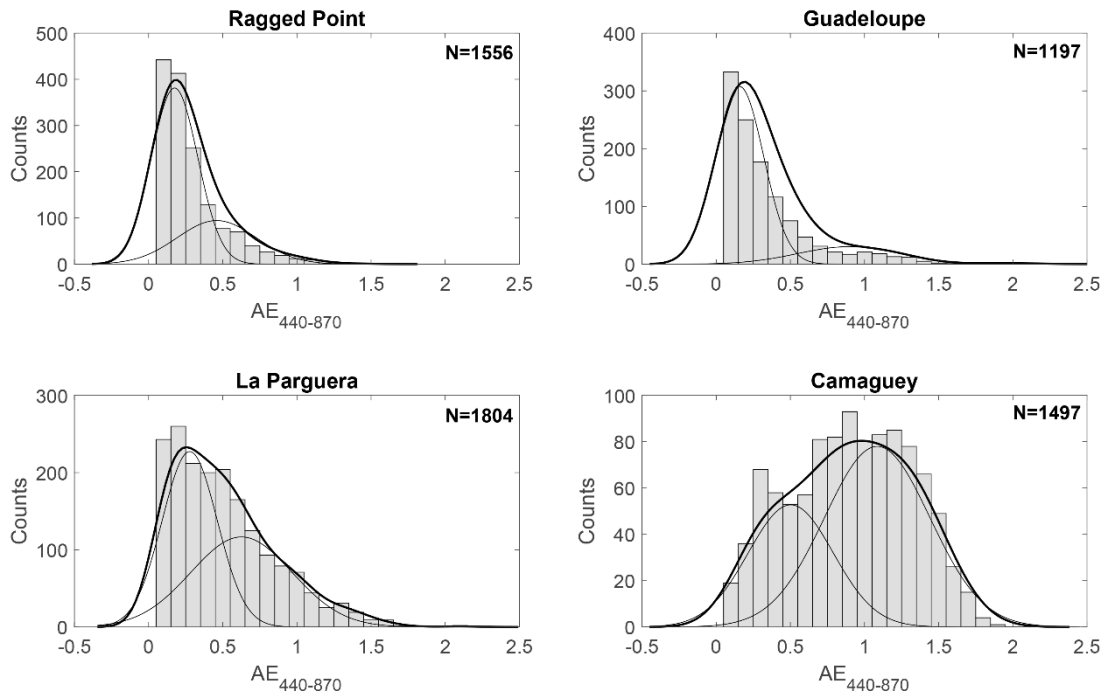 Ragged Point
N=1556
Counts
500
400
300
200
100
0
-0.5 0 0.5 1 1.5 2 2.5
AE440-870
Guadeloupe
N=1197
Counts
400
300
200
100
0
-0.5 0 0.5 1 1.5 2 2.5
AE440-870
La Parguera
N=1804
Counts
300
200
100
0
-0.5 0 0.5 1 1.5 2 2.5
AE440-870
Camaguey
N=1497
Counts
100
80
60
40
20
0
-0.5 0 0.5 1 1.5 2 2.5
AE440-870